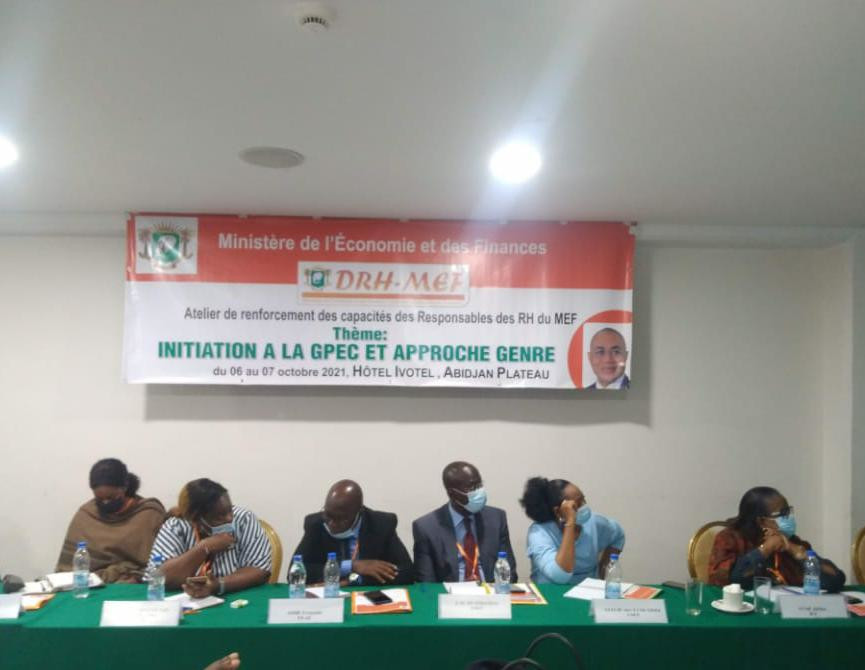 Ministère de l'Économie et des Finances
DRH-MEF
Atelier de renforcement des capacités des Responsables des RH du MEF
Thème:
INITIATION A LA GPEC ET APPROCHE GENRE
du 06 au 07 octobre 2021, HÔTEL IVOTEL, ABIDJAN PLATEAU